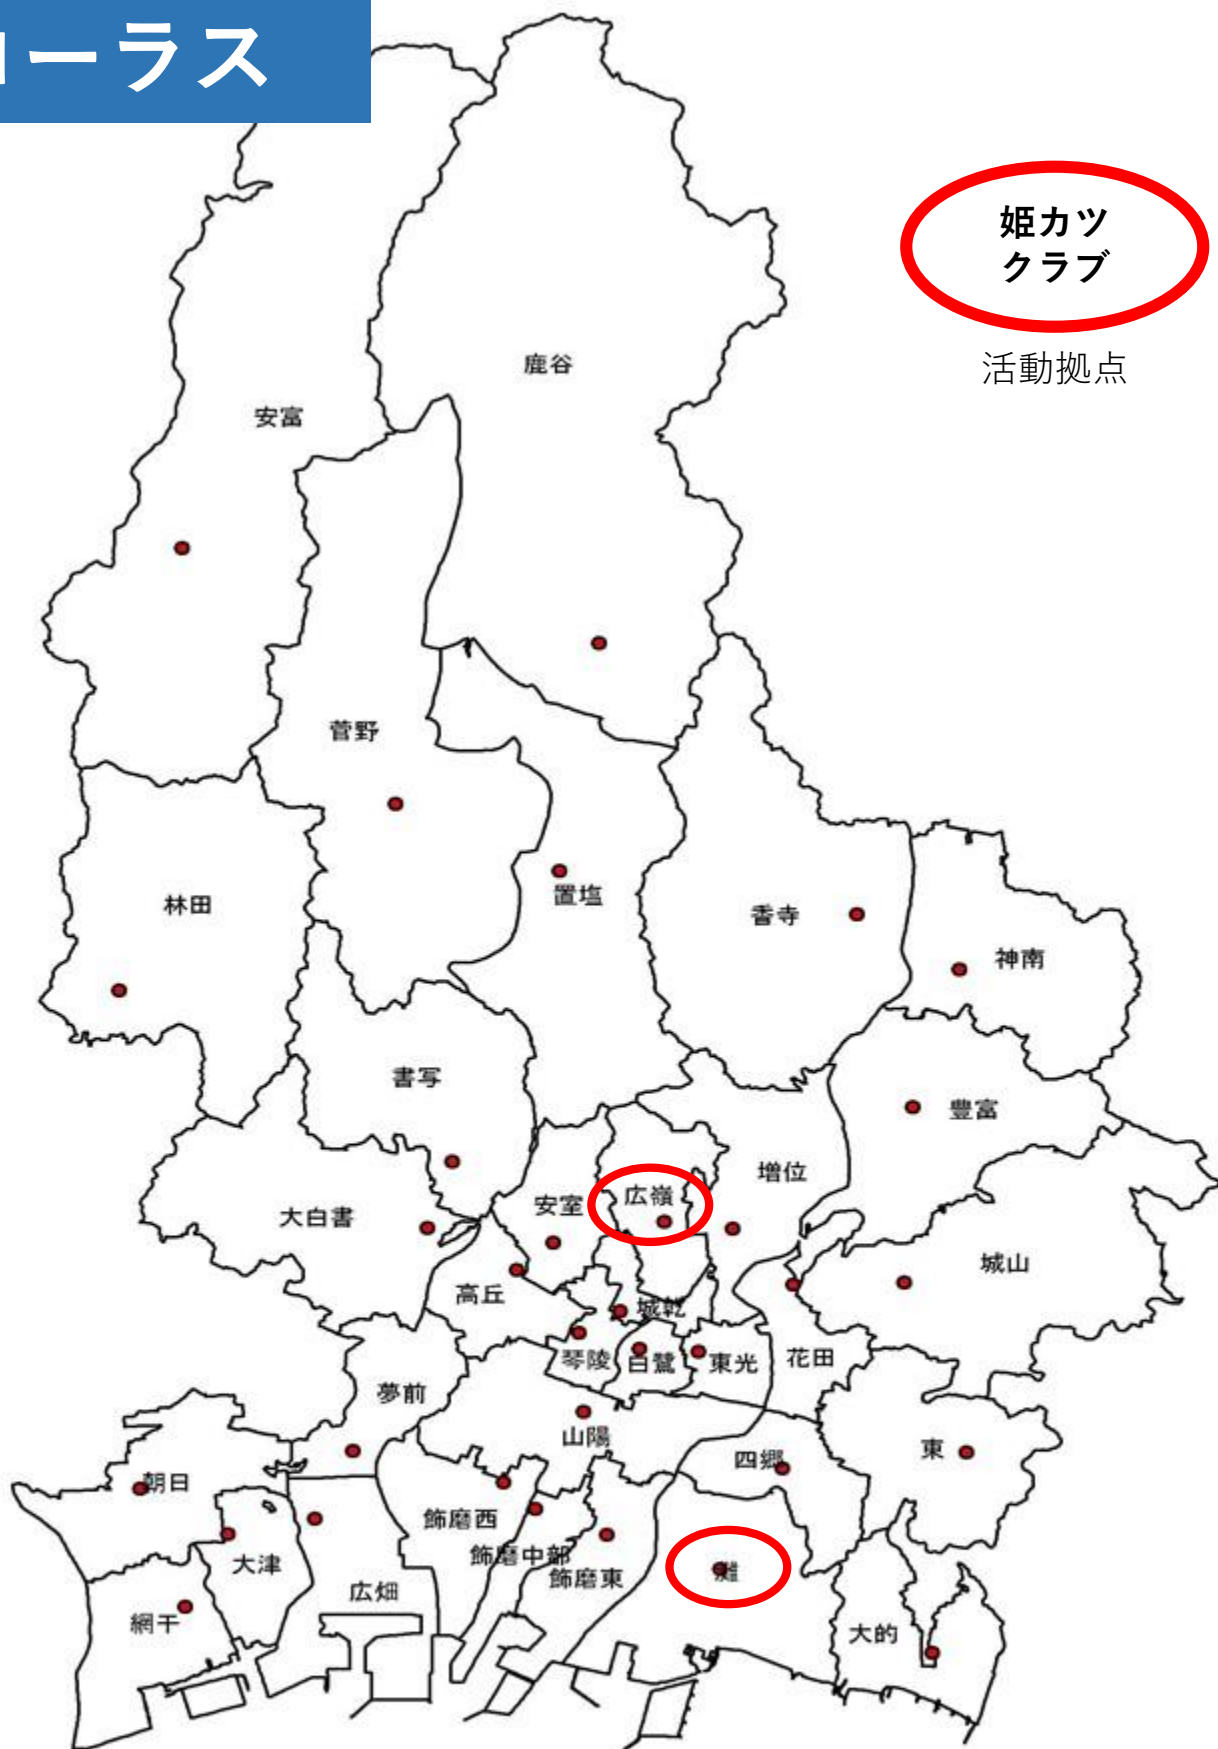 コーラス
姫カツ
クラブ
活動拠点
鹿谷
安富
菅野
置塩
林田
香寺
神南
書写
豊富
増位
広嶺
安室
大白書
城山
高丘
城乾
琴陵
白鷺
東光
花田
夢前
山陽
四郷
東
朝日
飾磨西
飾磨中部
飾磨東
大津
広畑
灘
網干
大的